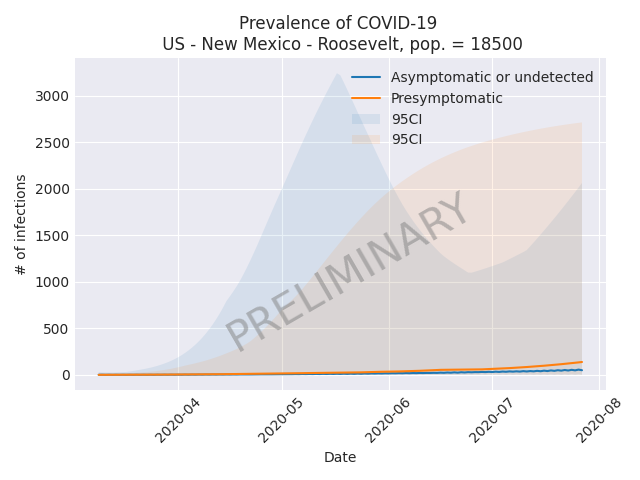 Prevalence of COVID-19
US - New Mexico - Roosevelt, pop. = 18500
Asymptomatic or undetected
Presymptomatic
95CI
95CI
# of infections
3000
2500
2000
1500
1000
500
0
PRELIMINARY
2020-04
2020-05
2020-06
2020-07
2020-08
Date